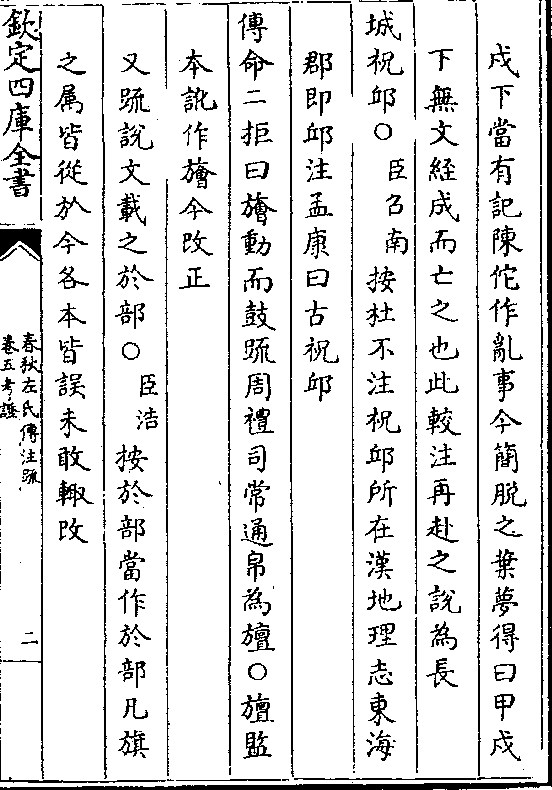 戍下當有記陳佗作亂事今簡脫之葉夢得曰甲戍
下無文經成而亡之也此較注再赴之說為長
城祝邱○臣召南按杜不注祝邱所在漢地理志東海
郡即邱注孟康曰古祝邱
傳命二拒曰旝動而鼓疏周禮司常通帛為旜○旜監
本訛作旝今改正
又疏說文載之於部○臣浩按於部當作㫃部凡旗
之属皆從㫃今各本皆誤未敢輙改
欽定四庫全書
春秋左氏傳注疏
卷五考證
二